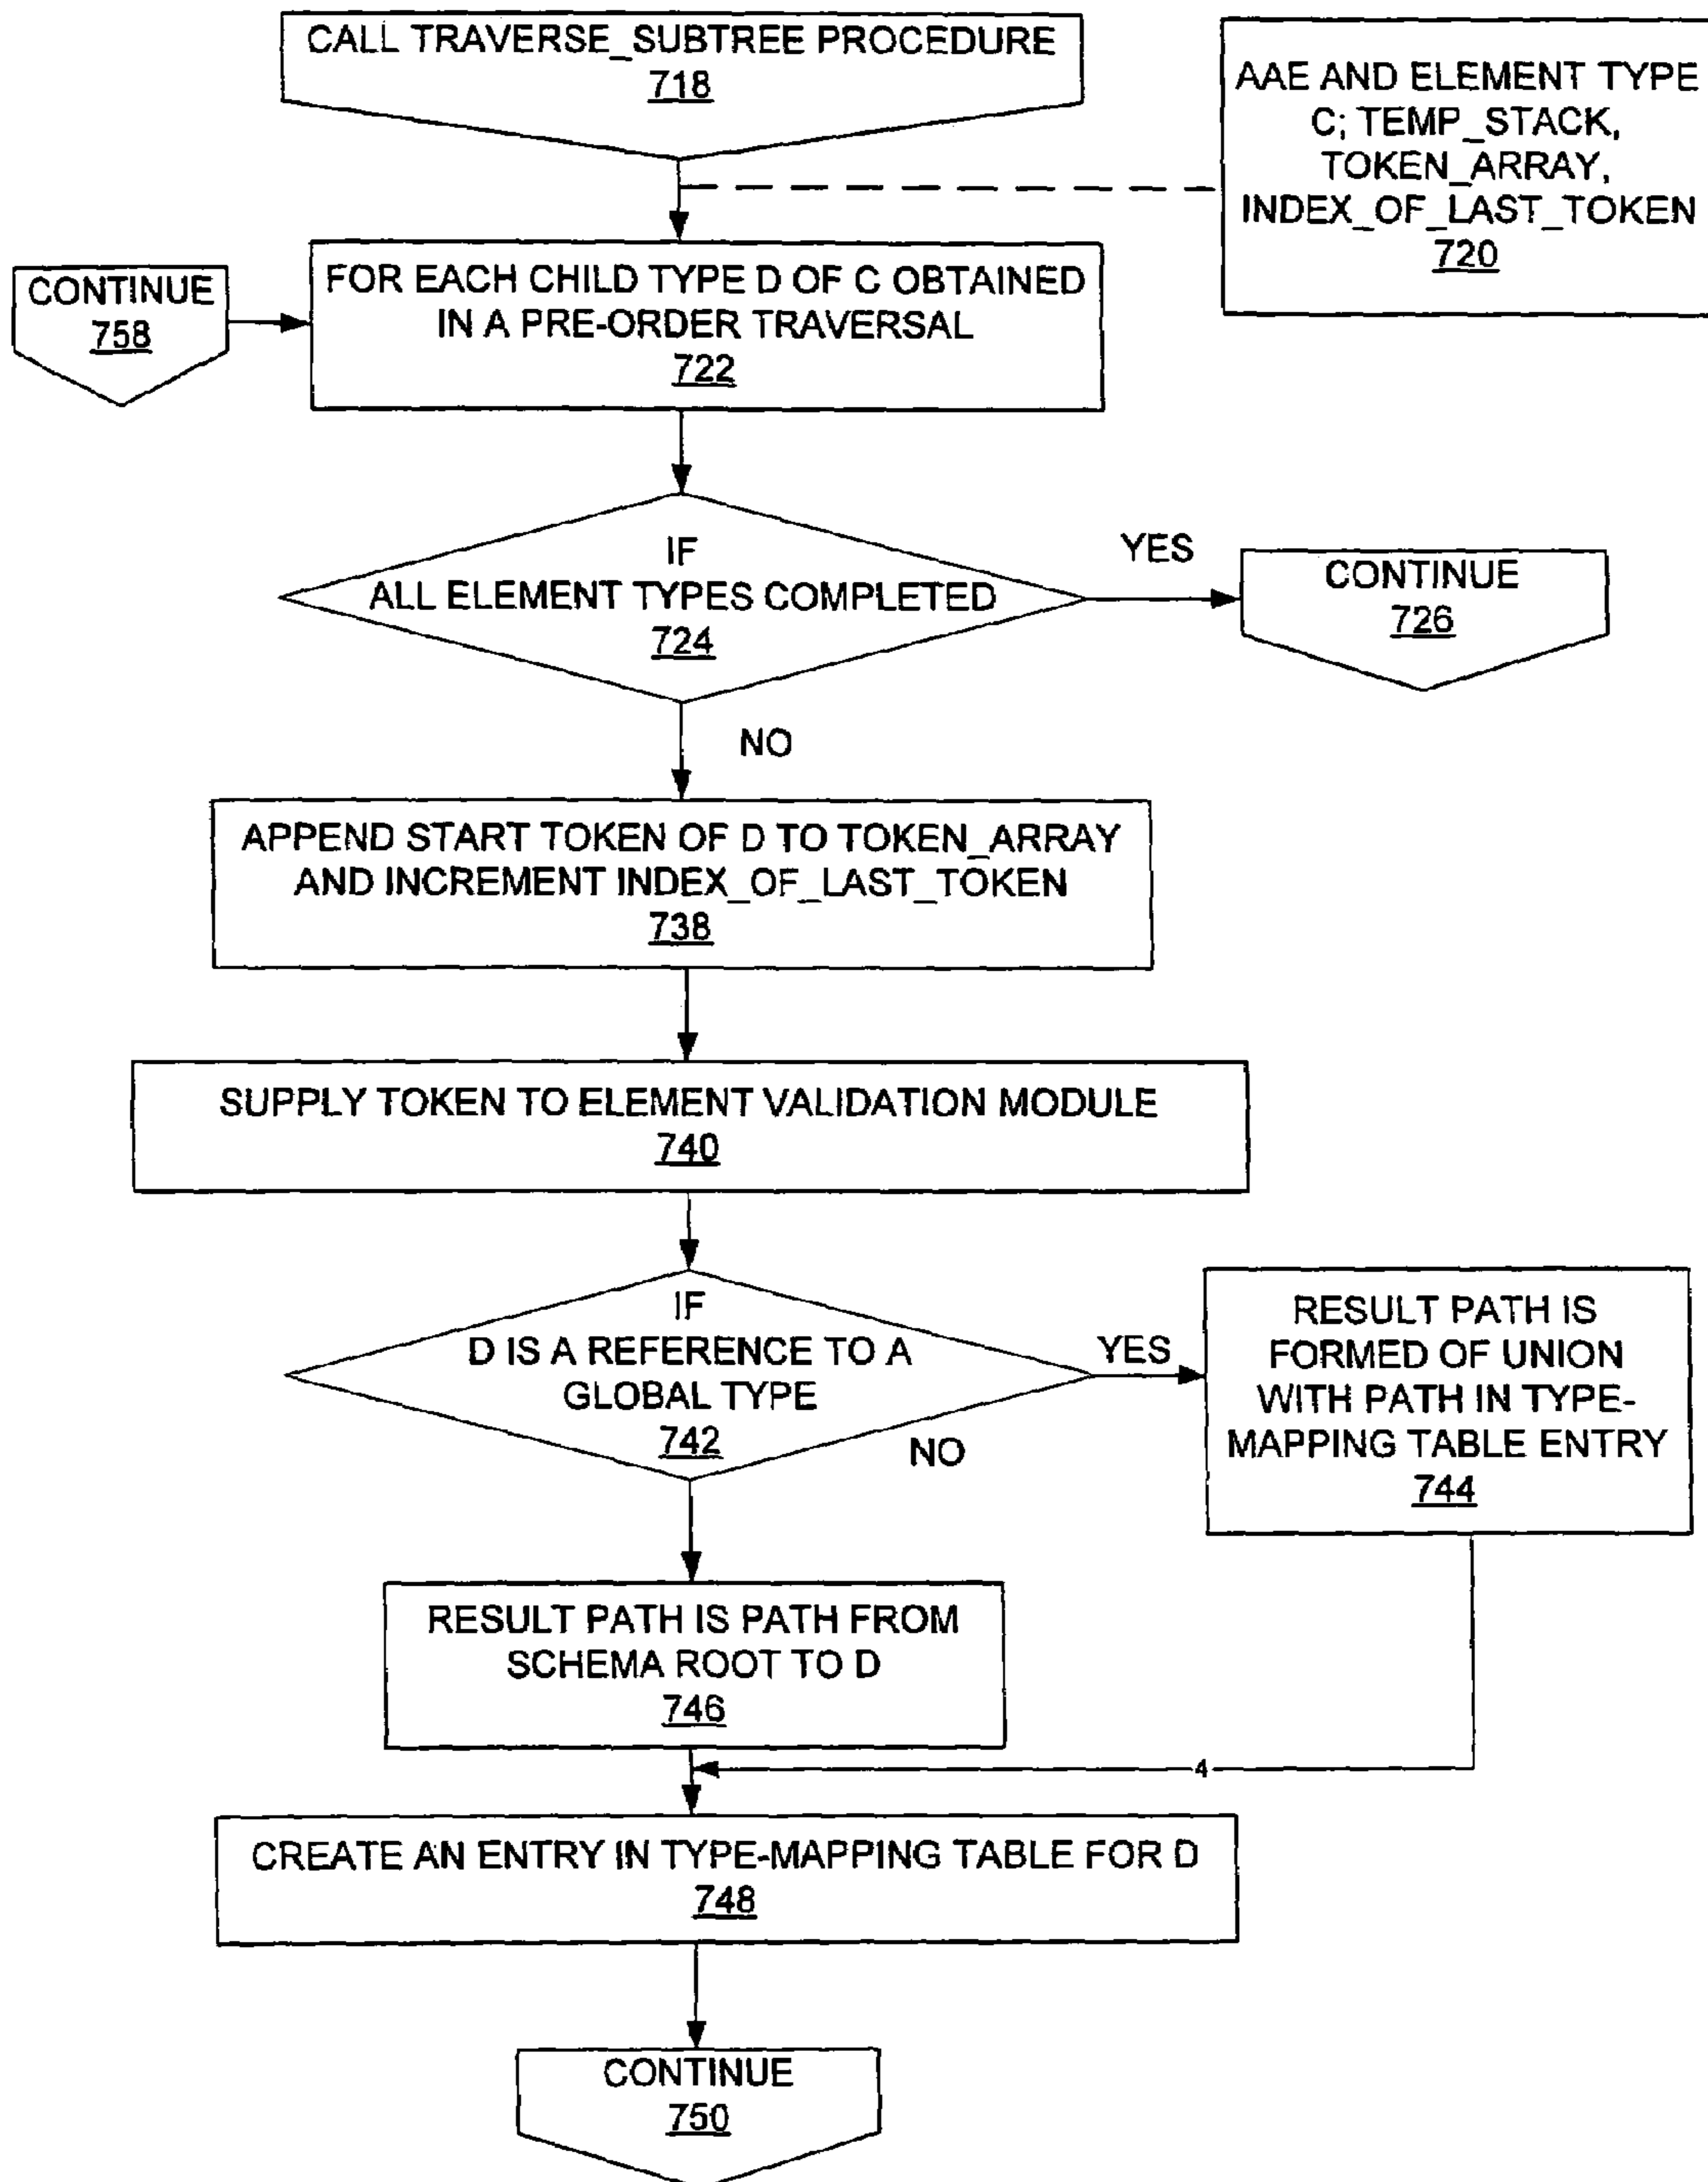 CALL TRAVERSE_SUBTREE PROCEDURE
718
AAE AND ELEMENT TYPE
C; TEMP_STACK,
TOKEN_ARRAY,
INDEX_OF_LAST_TOKEN
720
CONTINUE
758
FOR EACH CHILD TYPE D OF C OBTAINED
IN A PRE-ORDER TRAVERSAL
722
IF
ALL ELEMENT TYPES COMPLETED
724
YES
CONTINUE
726
NO
APPEND START TOKEN OF D TO TOKEN_ARRAY
AND INCREMENT INDEX_OF_LAST_TOKEN
738
SUPPLY TOKEN TO ELEMENT VALIDATION MODULE
740
IF
D IS A REFERENCE TO A
GLOBAL TYPE
742
YES
NO
RESULT PATH IS
FORMED OF UNION
WITH PATH IN TYPE-
MAPPING TABLE ENTRY
744
RESULT PATH IS PATH FROM
SCHEMA ROOT TO D
746
4
CREATE AN ENTRY IN TYPE-MAPPING TABLE FOR D
748
CONTINUE
750